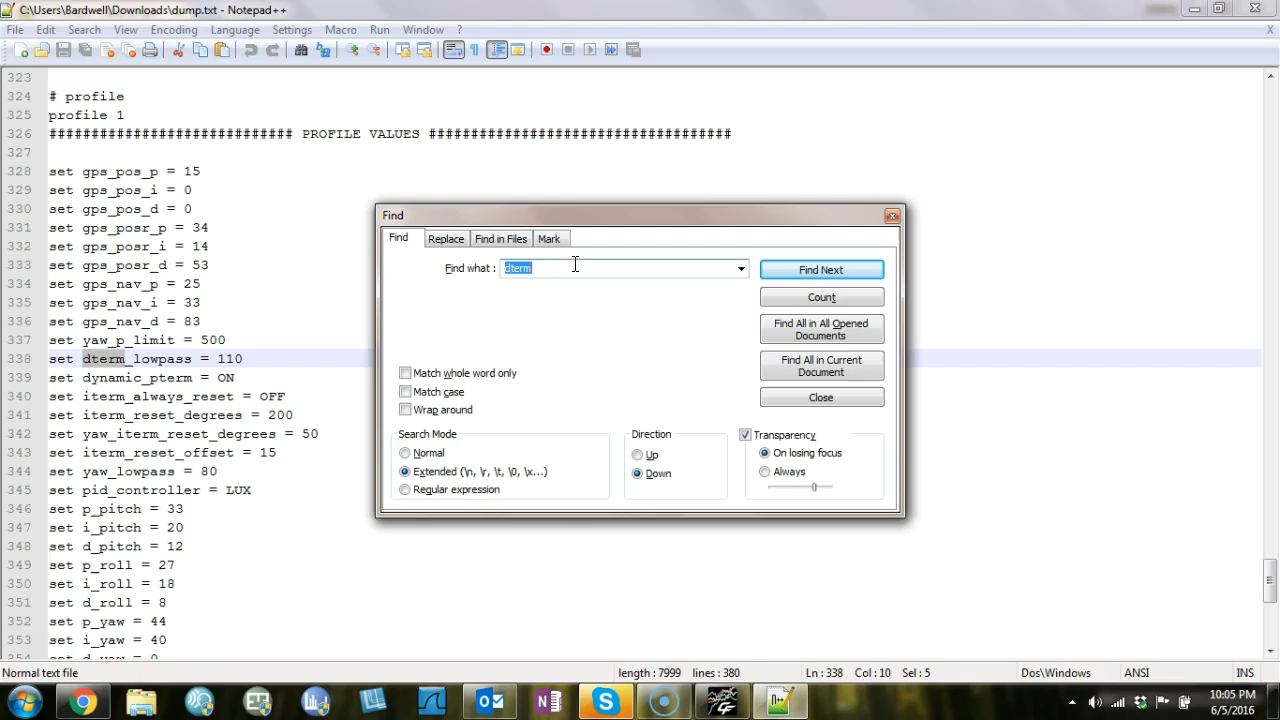 C:\Users\Bardwell\Downloads\dump.txt - Notepad++
File Edit Search View Encoding Language Settings Macro Run Window ? X
323
324 # profile
325 profile 1
326 ############################# PROFILE VALUES ####################################
327
328 set gps_pos_p = 15
329 set gps_pos_i = 0
330 set gps_pos_d = 0
331 set gps_posr_p = 34
332 set gps_posr_i = 14
333 set gps_posr_d = 53
334 set gps_nav_p = 25
335 set gps_nav_i = 33
336 set gps_nav_d = 83
337 set yaw_p_limit = 500
338 set dterm_lowpass = 110
339 set dynamic_pterm = ON
340 set iterm_always_reset = OFF
341 set iterm_reset_degrees = 200
342 set yaw_iterm_reset_degrees = 50
343 set iterm_reset_offset = 15
344 set yaw_lowpass = 80
345 set pid_controller = LUX
346 set p_pitch = 33
347 set i_pitch = 20
348 set d_pitch = 12
349 set p_roll = 27
350 set i_roll = 18
351 set d_roll = 8
352 set p_yaw = 44
353 set i_yaw = 40
354 set d_yaw = 0
Find
Find Replace Find in Files Mark
Find what : dterm
Find Next
Count
Find All in All Opened
Documents
Find All in Current
Document
Close
Match whole word only
Match case
Wrap around
Search Mode
Normal
Extended (\n, \r, \t, \0, \x...)
Regular expression
Direction
Up
Down
Transparency
On losing focus
Always
Normal text file length : 7999 lines : 380 Ln : 338 Col : 10 Sel : 5 Dos\Windows ANSI INS
10:05 PM
6/5/2016